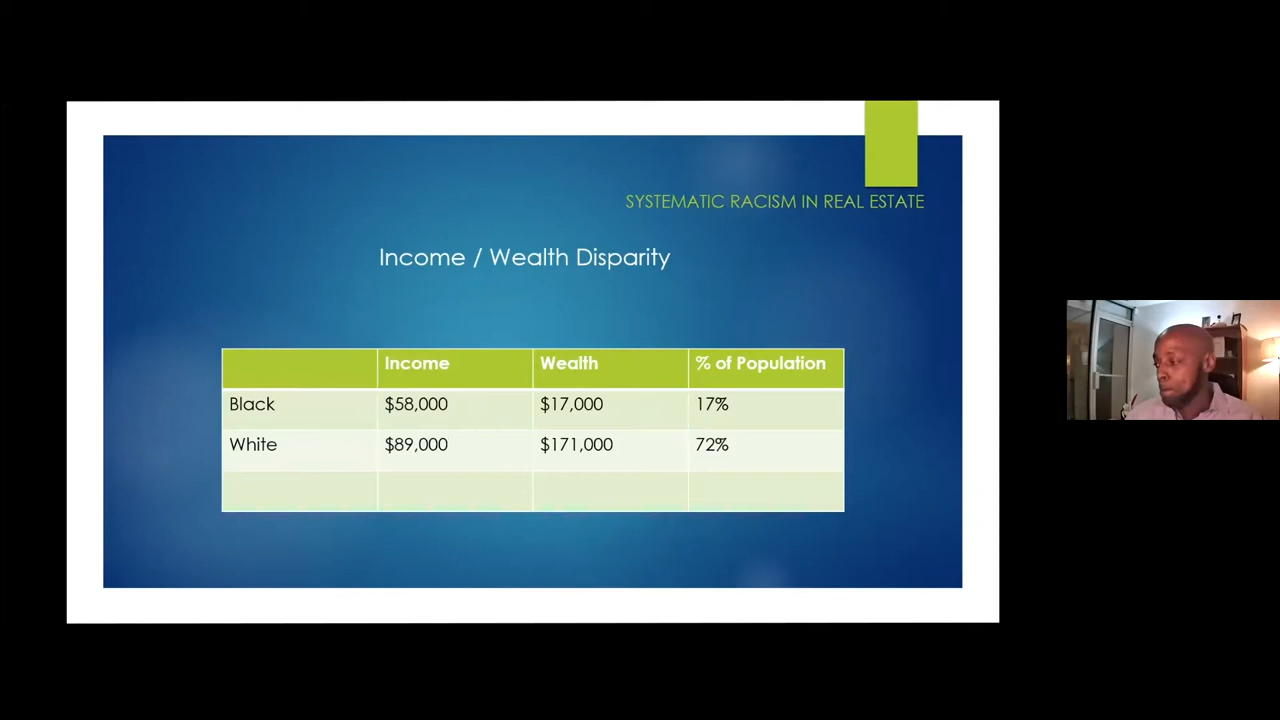 SYSTEMATIC RACISM IN REAL ESTATE
Income / Wealth Disparity
Income Wealth % of Population
Black $58,000 $17,000 17%
White $89,000 $171,000 72%